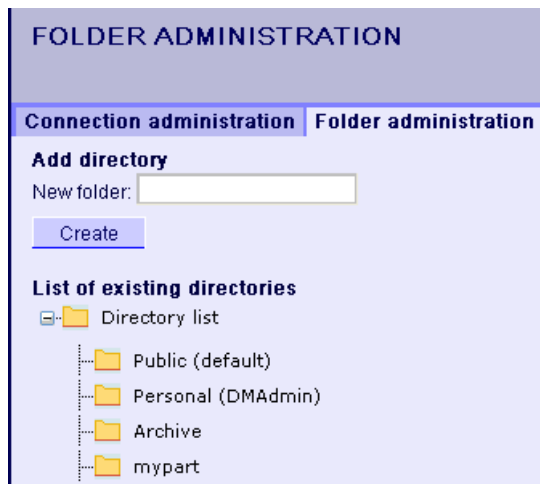 FOLDER ADMINISTRATION
Connection administration Folder administration
Add directory
New folder:
Create
List of existing directories
Directory list
Public (default)
Personal (DMAdmin)
Archive
mypart